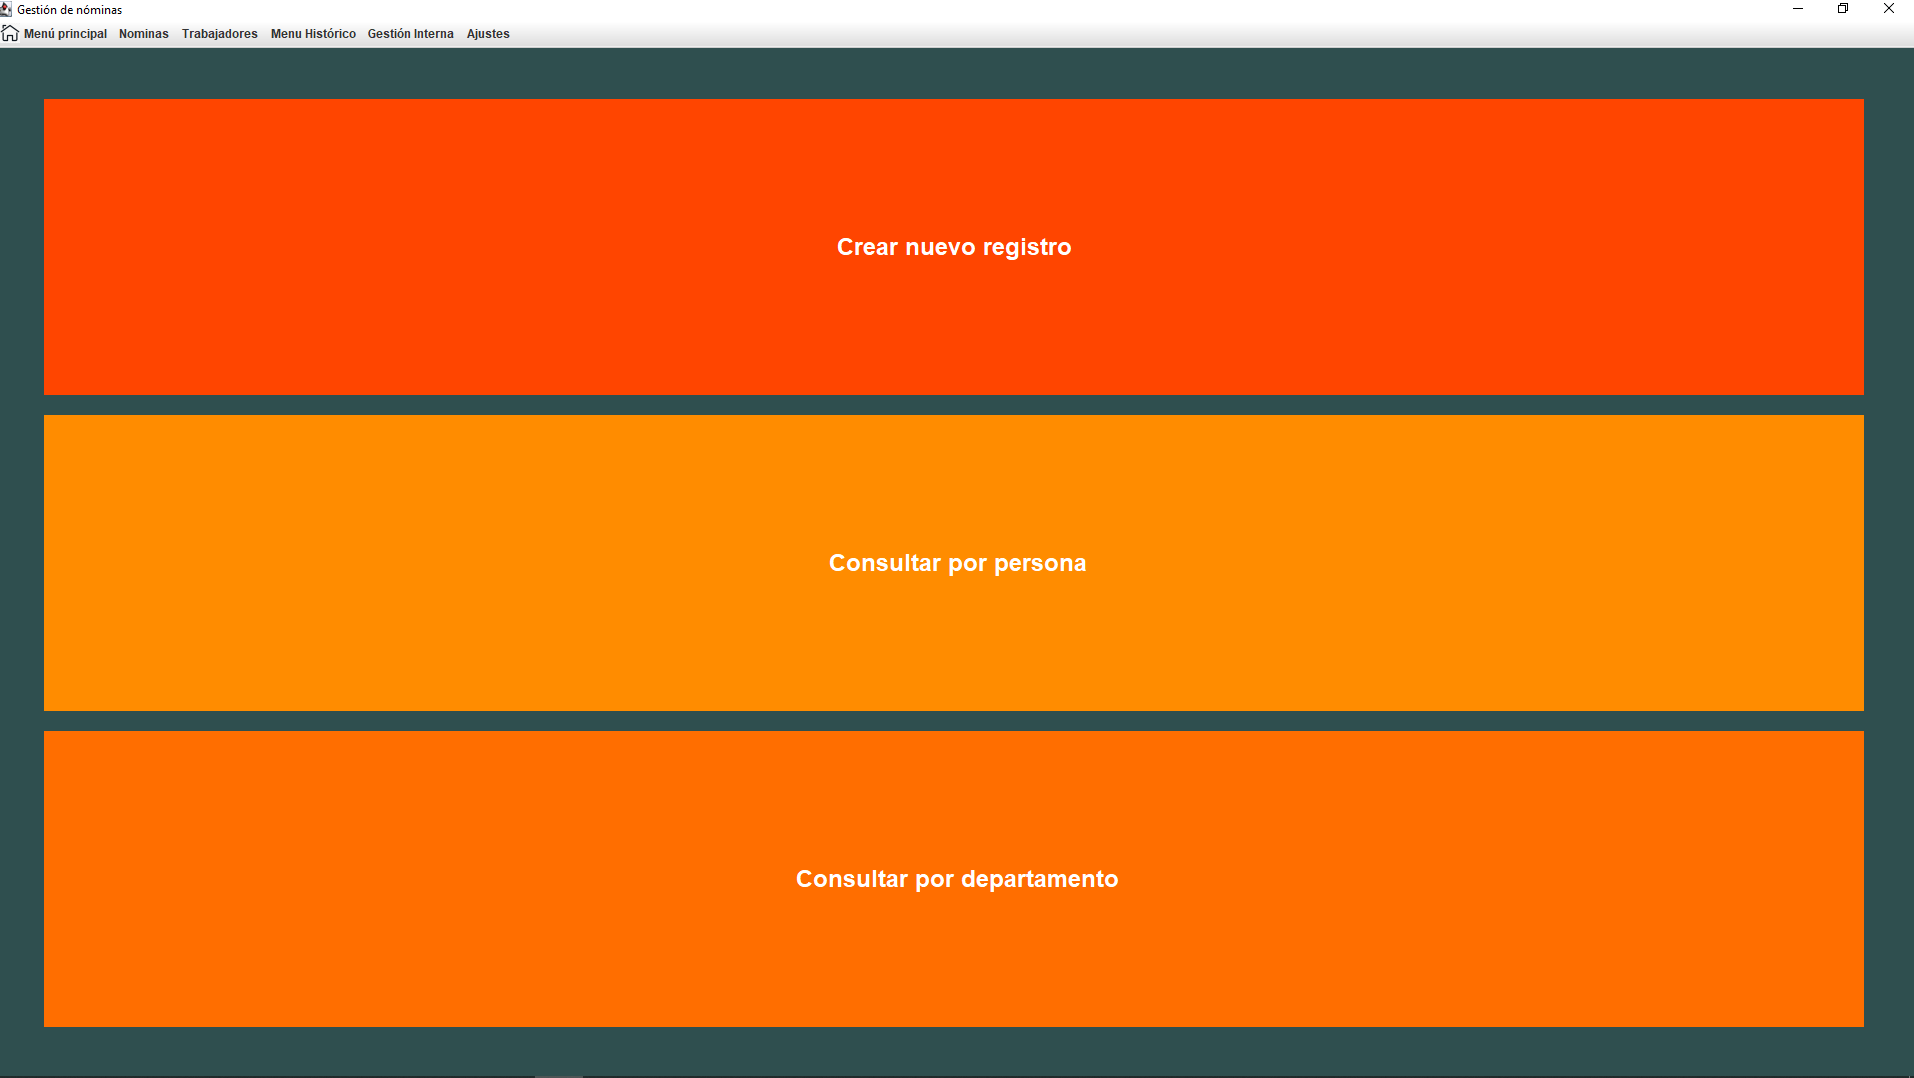 Gestión de nóminas
Menú principal Nominas Trabajadores Menu Histórico Gestión Interna Ajustes
Crear nuevo registro
Consultar por persona
Consultar por departamento